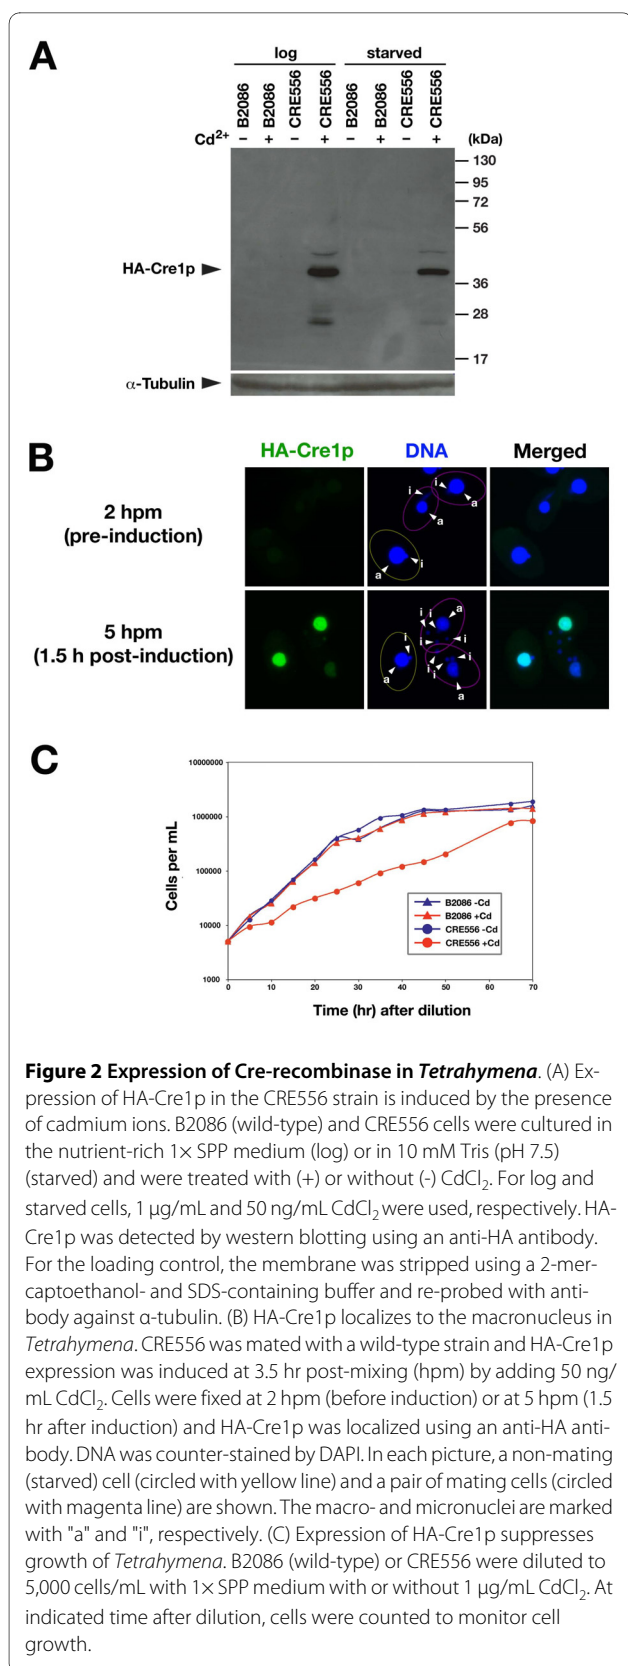 A
log starved
B2086 B2086 CRE556 CRE556 B2086 B2086 CRE556 CRE556
Cd2+ – + – + – + – + (kDa)
130
95
72
56
HA-Cre1p
36
28
17
α-Tubulin
B
HA-Cre1p DNA Merged
2 hpm
(pre-induction)
i a i a a i
5 hpm
(1.5 h post-induction)
i i a i i a i i i a
C
10000000
1000000
100000
10000
1000
Cells per mL
B2086 -Cd
B2086 +Cd
CRE556 -Cd
CRE556 +Cd
0 10 20 30 40 50 60 70
Time (hr) after dilution
Figure 2 Expression of Cre-recombinase in Tetrahymena. (A) Ex-
pression of HA-Cre1p in the CRE556 strain is induced by the presence
of cadmium ions. B2086 (wild-type) and CRE556 cells were cultured in
the nutrient-rich 1× SPP medium (log) or in 10 mM Tris (pH 7.5)
(starved) and were treated with (+) or without (-) CdCl2. For log and
starved cells, 1 μg/mL and 50 ng/mL CdCl2 were used, respectively. HA-
Cre1p was detected by western blotting using an anti-HA antibody.
For the loading control, the membrane was stripped using a 2-mer-
captoethanol- and SDS-containing buffer and re-probed with anti-
body against α-tubulin. (B) HA-Cre1p localizes to the macronucleus in
Tetrahymena. CRE556 was mated with a wild-type strain and HA-Cre1p
expression was induced at 3.5 hr post-mixing (hpm) by adding 50 ng/
mL CdCl2. Cells were fixed at 2 hpm (before induction) or at 5 hpm (1.5
hr after induction) and HA-Cre1p was localized using an anti-HA anti-
body. DNA was counter-stained by DAPI. In each picture, a non-mating
(starved) cell (circled with yellow line) and a pair of mating cells (circled
with magenta line) are shown. The macro- and micronuclei are marked
with "a" and "i", respectively. (C) Expression of HA-Cre1p suppresses
growth of Tetrahymena. B2086 (wild-type) or CRE556 were diluted to
5,000 cells/mL with 1× SPP medium with or without 1 μg/mL CdCl2. At
indicated time after dilution, cells were counted to monitor cell
growth.